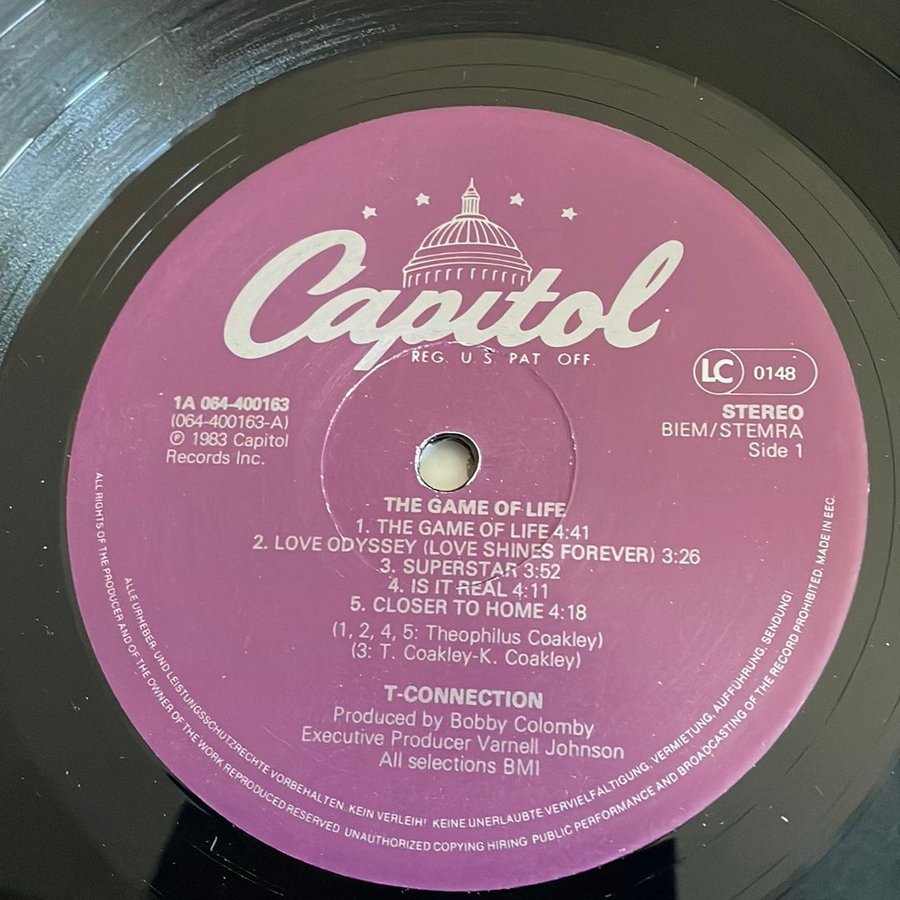 Capitol
REG. U.S. PAT. OFF.
LC 0148
1A 064-400163
(064-400163-A)
℗ 1983 Capitol
Records Inc.
STEREO
BIEM/STEMRA
Side 1
THE GAME OF LIFE
1. THE GAME OF LIFE 4:41
2. LOVE ODYSSEY (LOVE SHINES FOREVER) 3:26
3. SUPERSTAR 3:52
4. IS IT REAL 4:11
5. CLOSER TO HOME 4:18
(1, 2, 4, 5: Theophilus Coakley)
(3: T. Coakley-K. Coakley)
T-CONNECTION
Produced by Bobby Colomby
Executive Producer Varnell Johnson
All selections BMI
ALLE URHEBER- UND LEISTUNGSSCHUTZRECHTE VORBEHALTEN. KEIN VERLEIH! KEINE UNERLAUBTE VERVIELFÄLTIGUNG, VERMIETUNG, AUFFÜHRUNG, SENDUNG!
ALL RIGHTS OF THE PRODUCER AND OF THE OWNER OF THE WORK REPRODUCED RESERVED UNAUTHORIZED COPYING HIRING PUBLIC PERFORMANCE AND BROADCASTING OF THE RECORD PROHIBITED. MADE IN EEC.